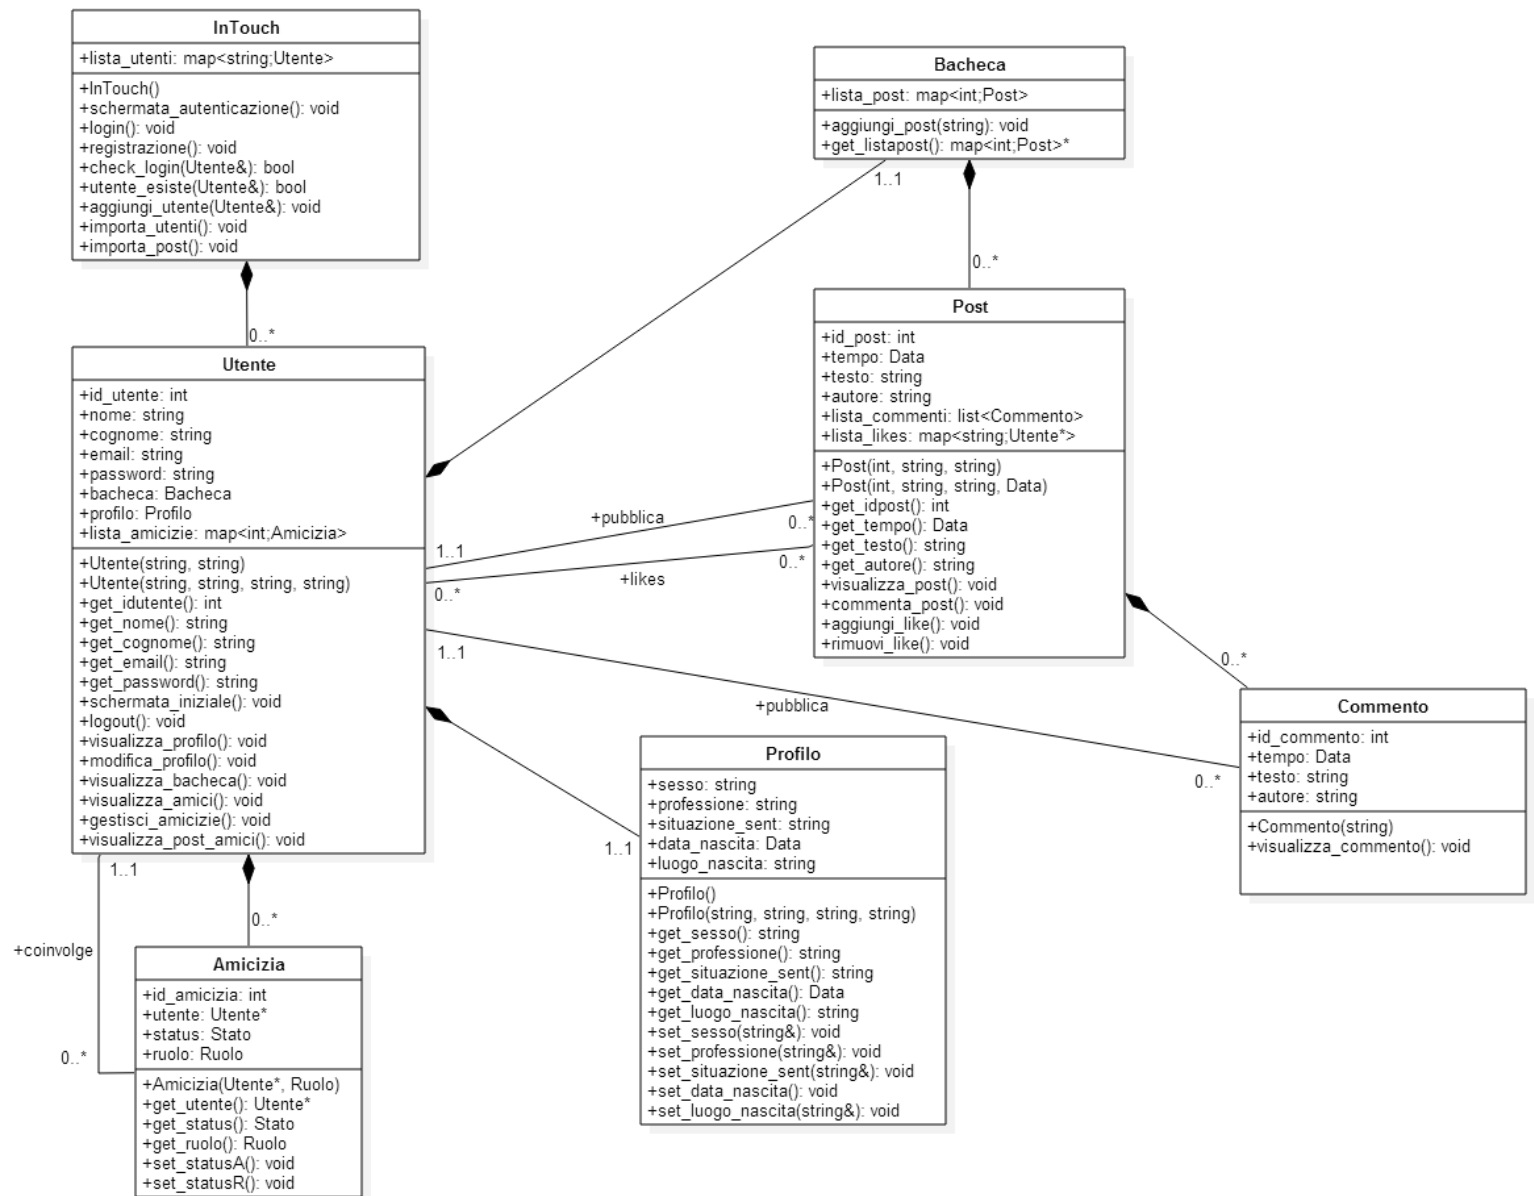 InTouch
+lista_utenti: map<string;Utente>
+InTouch()
+schermata_autenticazione(): void
+login(): void
+registrazione(): void
+check_login(Utente&): bool
+utente_esiste(Utente&): bool
+aggiungi_utente(Utente&): void
+importa_utenti(): void
+importa_post(): void
0..*
Bacheca
+lista_post: map<int;Post>
+aggiungi_post(string): void
+get_listapost(): map<int;Post>*
1..1
0..*
Utente
+id_utente: int
+nome: string
+cognome: string
+email: string
+password: string
+bacheca: Bacheca
+profilo: Profilo
+lista_amicizie: map<int;Amicizia>
+Utente(string, string)
+Utente(string, string, string, string)
+get_idutente(): int
+get_nome(): string
+get_cognome(): string
+get_email(): string
+get_password(): string
+schermata_iniziale(): void
+logout(): void
+visualizza_profilo(): void
+modifica_profilo(): void
+visualizza_bacheca(): void
+visualizza_amici(): void
+gestisci_amicizie(): void
+visualizza_post_amici(): void
Post
+id_post: int
+tempo: Data
+testo: string
+autore: string
+lista_commenti: list<Commento>
+lista_likes: map<string;Utente*>
+Post(int, string, string)
+Post(int, string, string, Data)
+get_idpost(): int
+get_tempo(): Data
+get_testo(): string
+get_autore(): string
+visualizza_post(): void
+commenta_post(): void
+aggiungi_like(): void
+rimuovi_like(): void
+pubblica
1..1
0..*
+likes
0..*
0..*
1..1
+pubblica
0..*
0..*
Commento
+id_commento: int
+tempo: Data
+testo: string
+autore: string
+Commento(string)
+visualizza_commento(): void
1..1
Profilo
+sesso: string
+professione: string
+situazione_sent: string
+data_nascita: Data
+luogo_nascita: string
+Profilo()
+Profilo(string, string, string, string)
+get_sesso(): string
+get_professione(): string
+get_situazione_sent(): string
+get_data_nascita(): Data
+get_luogo_nascita(): string
+set_sesso(string&): void
+set_professione(string&): void
+set_situazione_sent(string&): void
+set_data_nascita(): void
+set_luogo_nascita(string&): void
1..1
0..*
+coinvolge
0..*
Amicizia
+id_amicizia: int
+utente: Utente*
+status: Stato
+ruolo: Ruolo
+Amicizia(Utente*, Ruolo)
+get_utente(): Utente*
+get_status(): Stato
+get_ruolo(): Ruolo
+set_statusA(): void
+set_statusR(): void